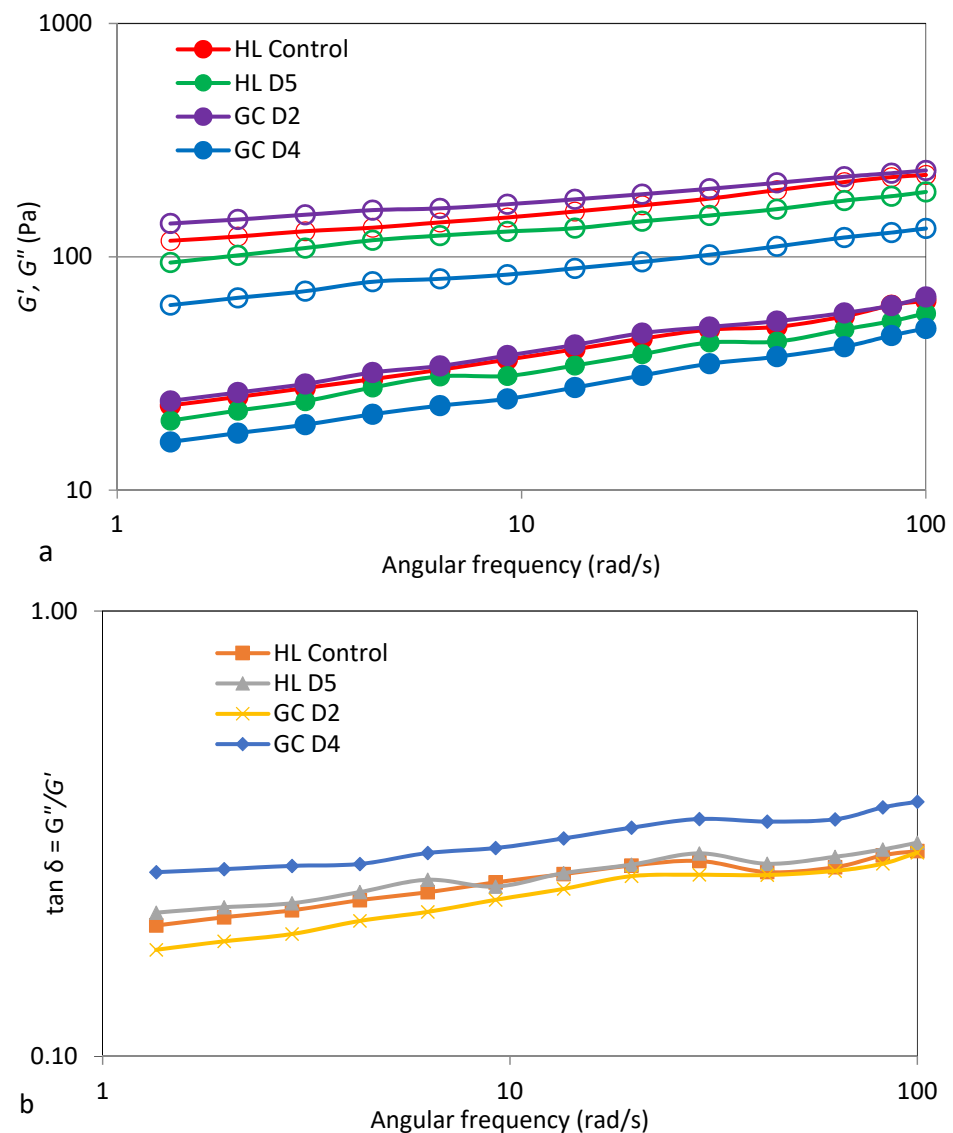 1000
100
10
G', G'' (Pa)
HL Control
HL D5
GC D2
GC D4
1
10
100
a
Angular frequency (rad/s)
1.00
0.10
tan δ = G''/G'
HL Control
HL D5
GC D2
GC D4
1
10
100
b
Angular frequency (rad/s)